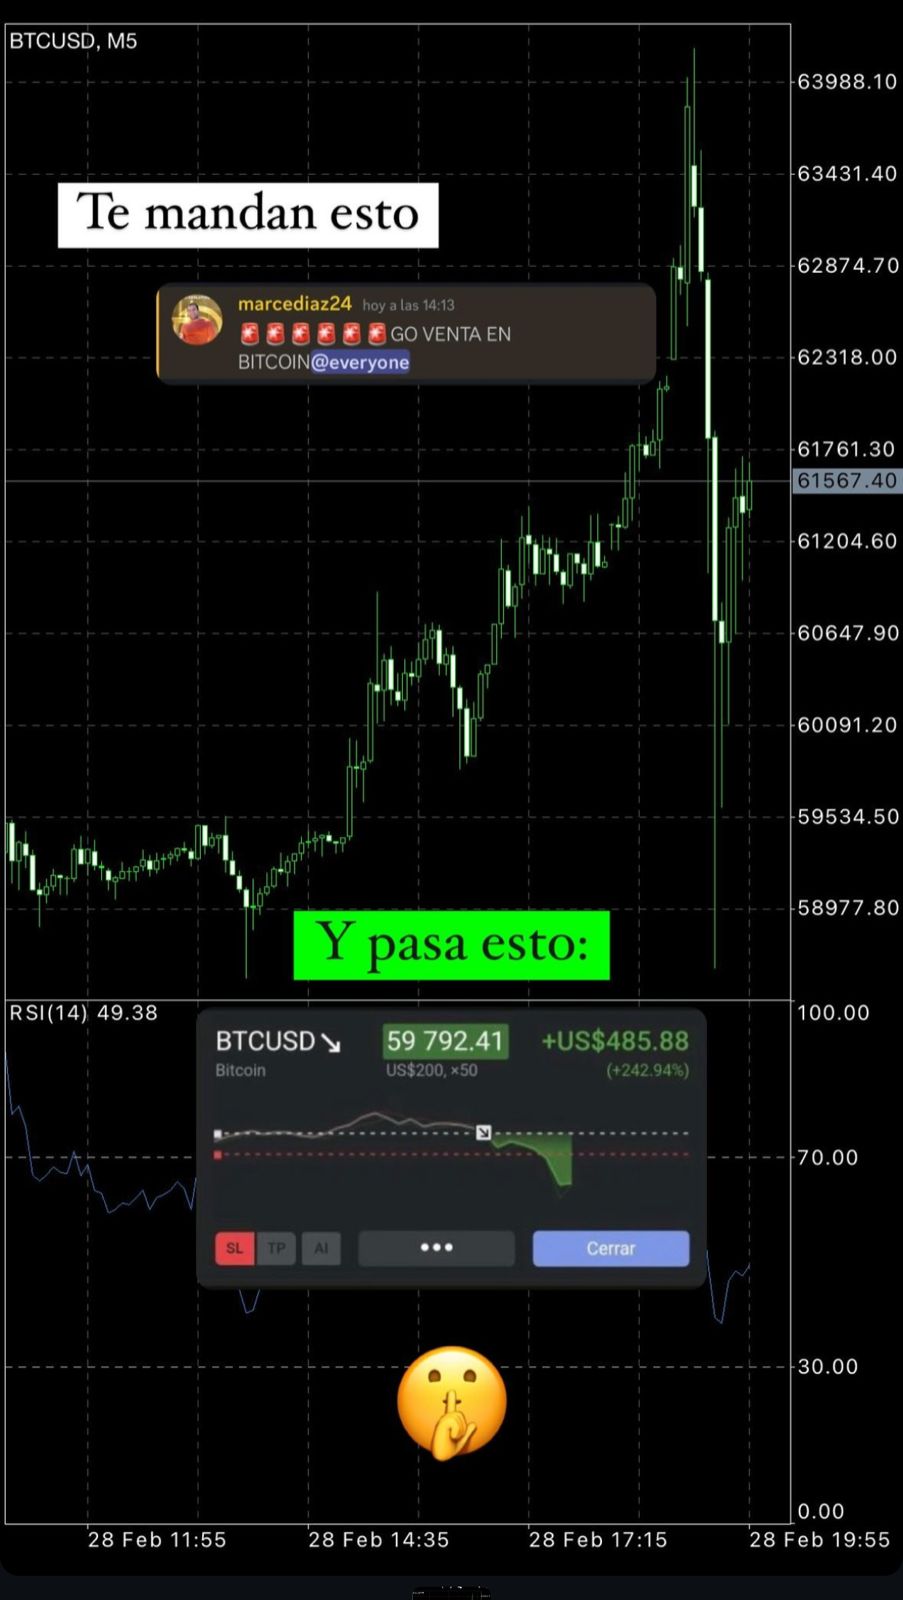 BTCUSD, M5
63988.10
Te mandan esto
63431.40
62874.70
marcediaz24 hoy a las 14:13
🚨🚨🚨🚨🚨🚨GO VENTA EN
BITCOIN@everyone
62318.00
61761.30
61567.40
61204.60
60647.90
60091.20
59534.50
58977.80
Y pasa esto:
RSI(14) 49.38
100.00
BTCUSD↘ 59 792.41 +US$485.88
Bitcoin US$200, ×50 (+242.94%)
70.00
SL TP AI ••• Cerrar
30.00
0.00
28 Feb 11:55 28 Feb 14:35 28 Feb 17:15 28 Feb 19:55